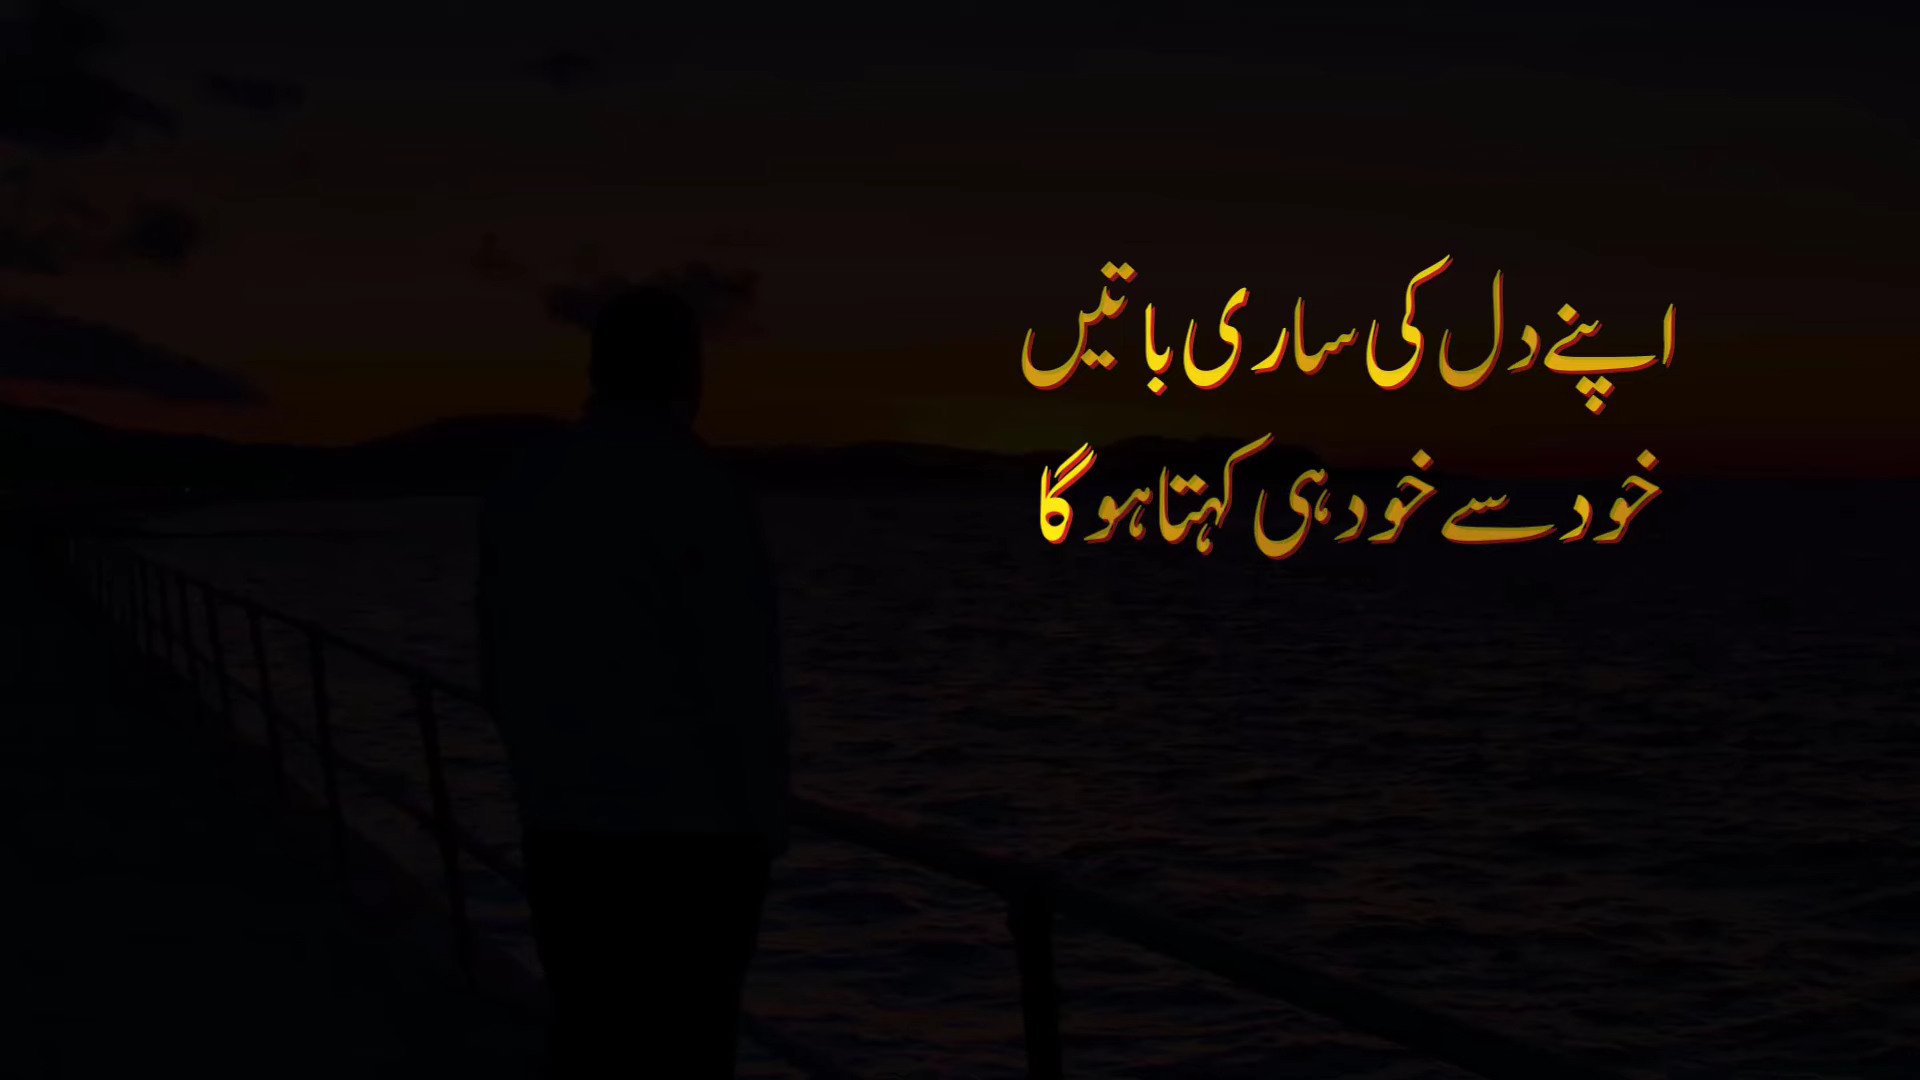 اپنے دل کی ساری باتیں
خود سے خود ہی کہتا ہو گا